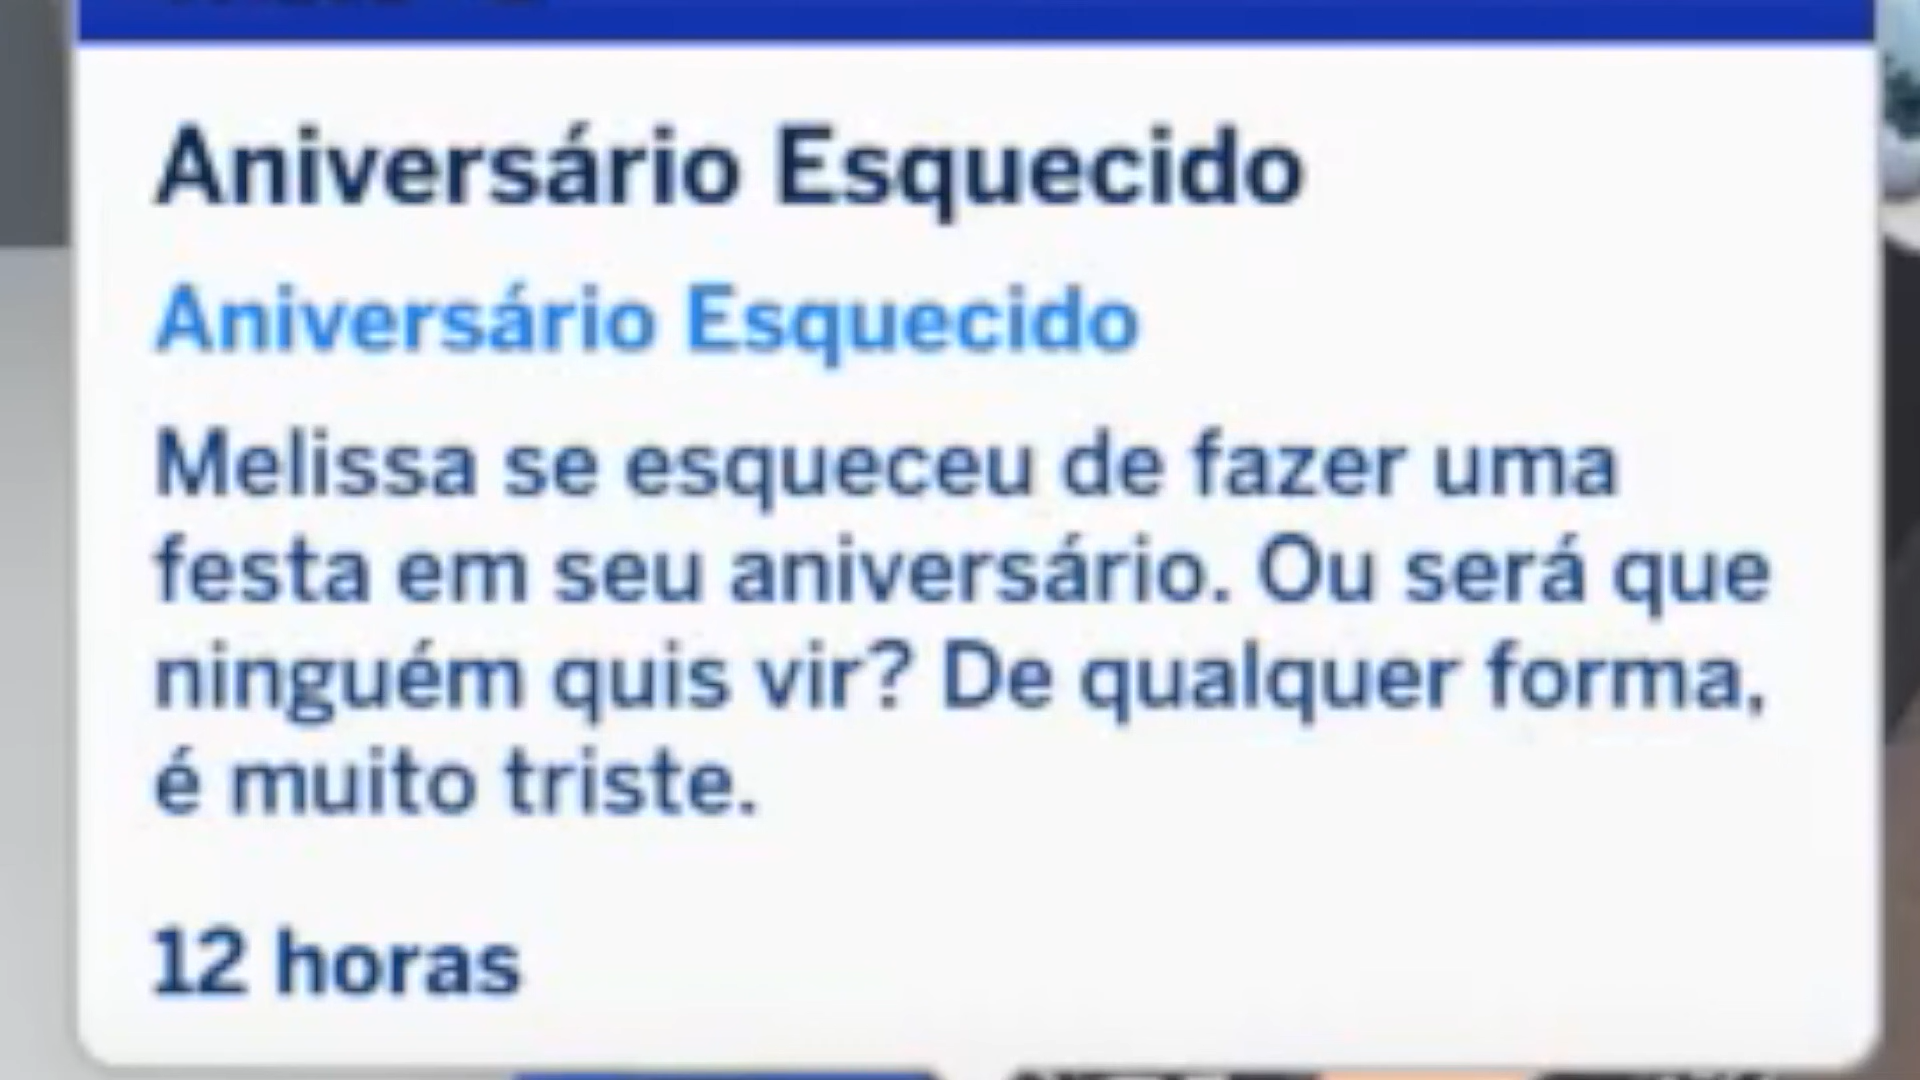 Aniversário Esquecido
Aniversário Esquecido
Melissa se esqueceu de fazer uma
festa em seu aniversário. Ou será que
ninguém quis vir? De qualquer forma,
é muito triste.
12 horas